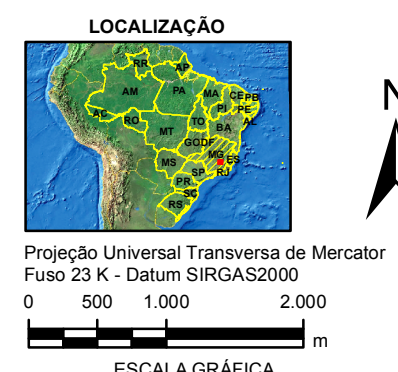 LOCALIZAÇÃO
RR AP
AM PA MA CE PB
PI PE
AC RO TO AL
MT BA
GO DF
MG ES
MS SP RJ
PR
SC
RS
N
Projeção Universal Transversa de Mercator
Fuso 23 K - Datum SIRGAS2000
0 500 1.000 2.000
m
ESCALA GRÁFICA